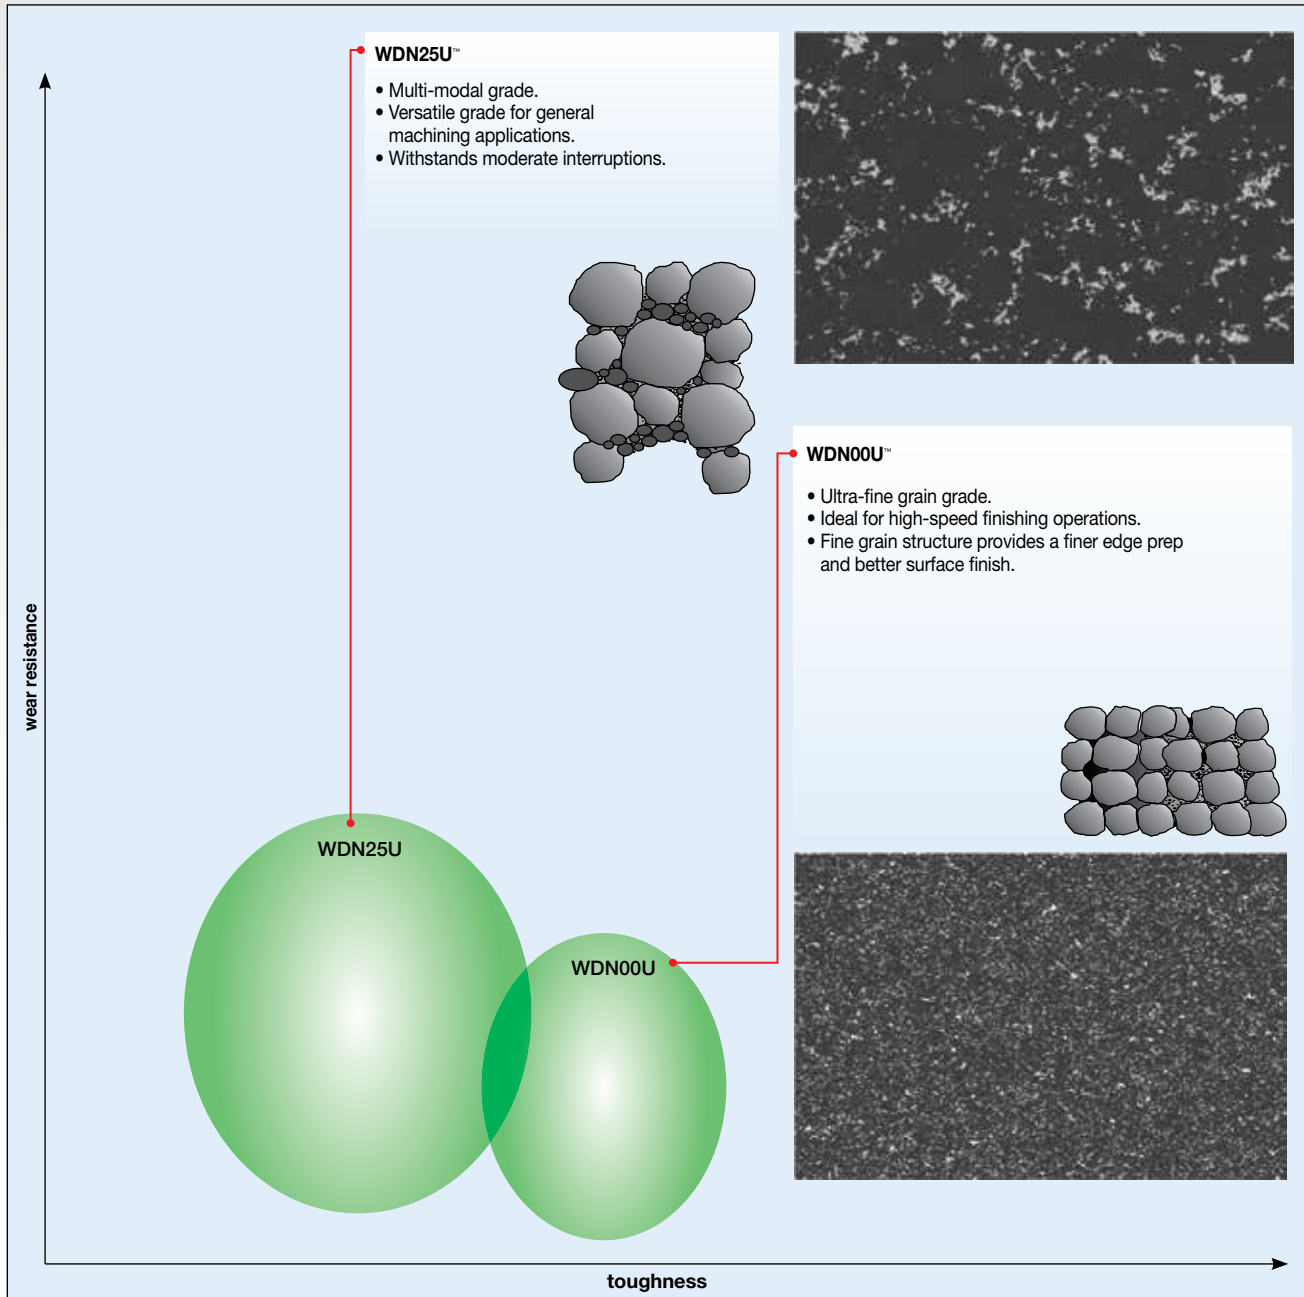 WDN25U™
• Multi-modal grade.
• Versatile grade for general
machining applications.
• Withstands moderate interruptions.
WDN00U™
• Ultra-fine grain grade.
• Ideal for high-speed finishing operations.
• Fine grain structure provides a finer edge prep
and better surface finish.
wear resistance
WDN25U
WDN00U
toughness